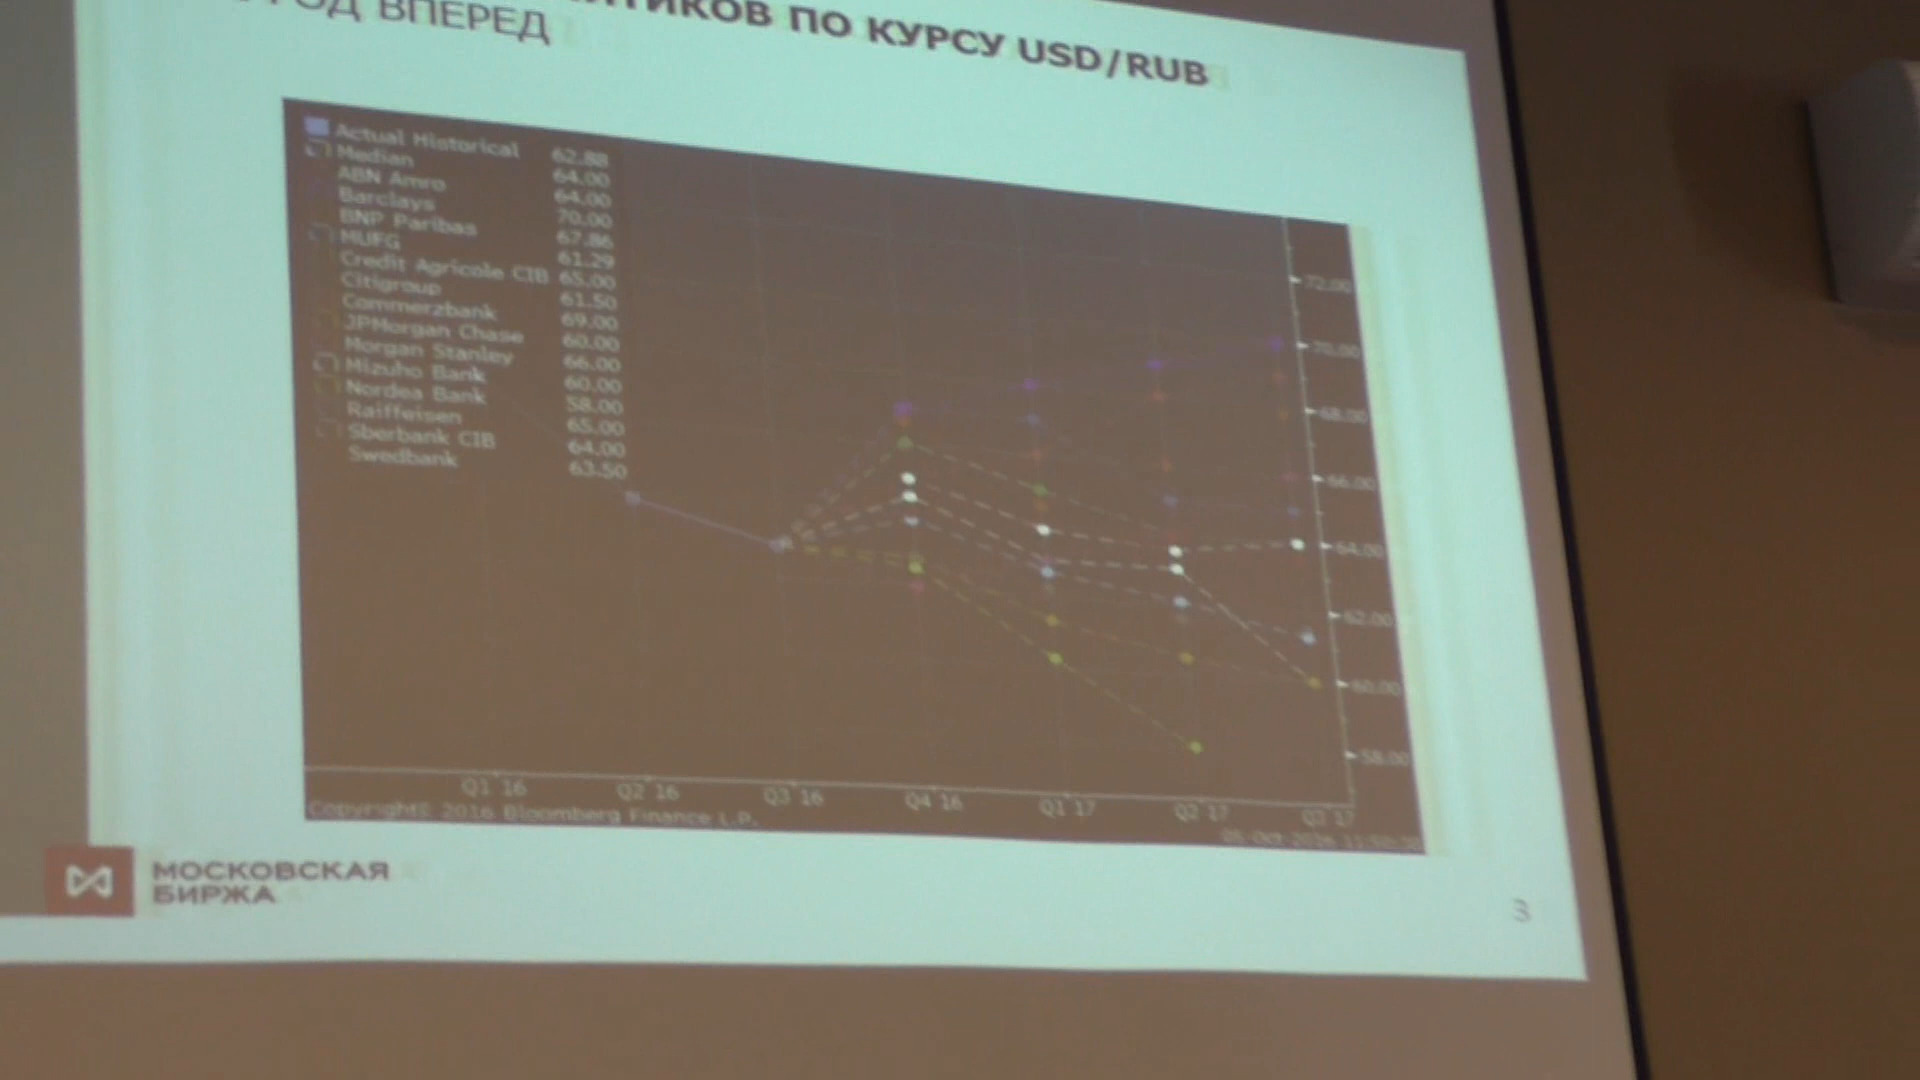 ПО КУРСУ USD/RUB
ВПЕРЕД
Actual Historical 62.88
Median 64.00
ABN Amro 64.00
Barclays 70.00
BNP Paribas 67.86
MUFG 61.29
Credit Agricole CIB 65.00
Citigroup 61.50
Commerzbank 69.00
JPMorgan Chase 60.00
Morgan Stanley 66.00
Mizuho Bank 60.00
Nordea Bank 58.00
Raiffeisen 65.00
Sberbank CIB 64.00
Swedbank 63.50
72.00
70.00
68.00
66.00
64.00
62.00
60.00
58.00
Q1 16 Q2 16 Q3 16 Q4 16 Q1 17 Q2 17 Q3 17
Copyright© 2016 Bloomberg Finance L.P.
05 Oct 2016
МОСКОВСКАЯ
БИРЖА
3